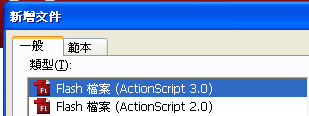 新增文件
一般 範本
類型(T):
Flash 檔案 (ActionScript 3.0)
Flash 檔案 (ActionScript 2.0)